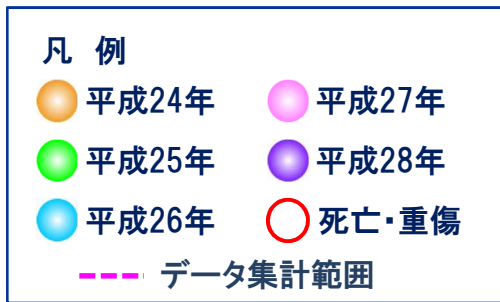 凡 例
平成24年 平成27年
平成25年 平成28年
平成26年 死亡・重傷
データ集計範囲